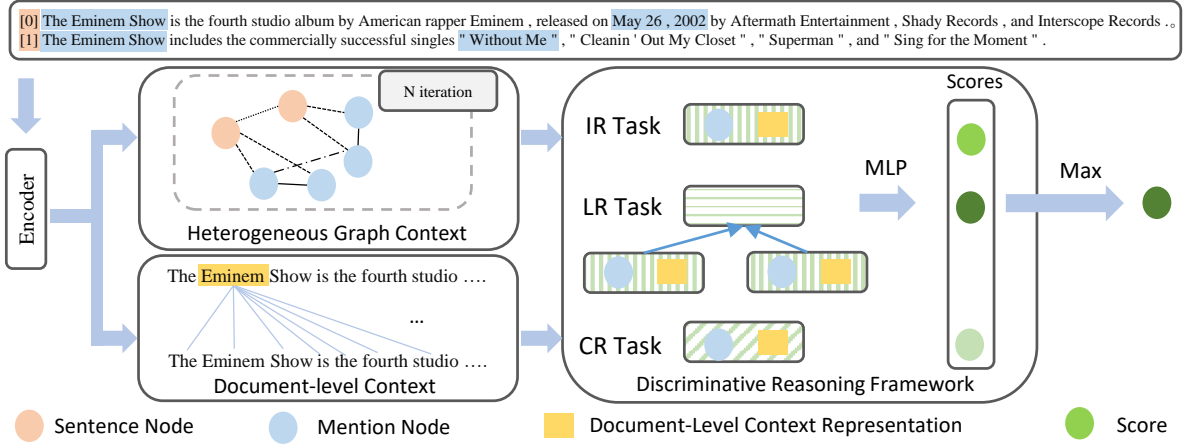 [0] The Eminem Show is the fourth studio album by American rapper Eminem , released on May 26 , 2002 by Aftermath Entertainment , Shady Records , and Interscope Records .。
[1] The Eminem Show includes the commercially successful singles " Without Me " , " Cleanin ' Out My Closet " , " Superman " , and " Sing for the Moment " .
Encoder
N iteration
Heterogeneous Graph Context
The Eminem Show is the fourth studio ….
...
The Eminem Show is the fourth studio ….
Document-level Context
IR Task
LR Task
CR Task
Discriminative Reasoning Framework
MLP
Scores
Max
Sentence Node
Mention Node
Document-Level Context Representation
Score